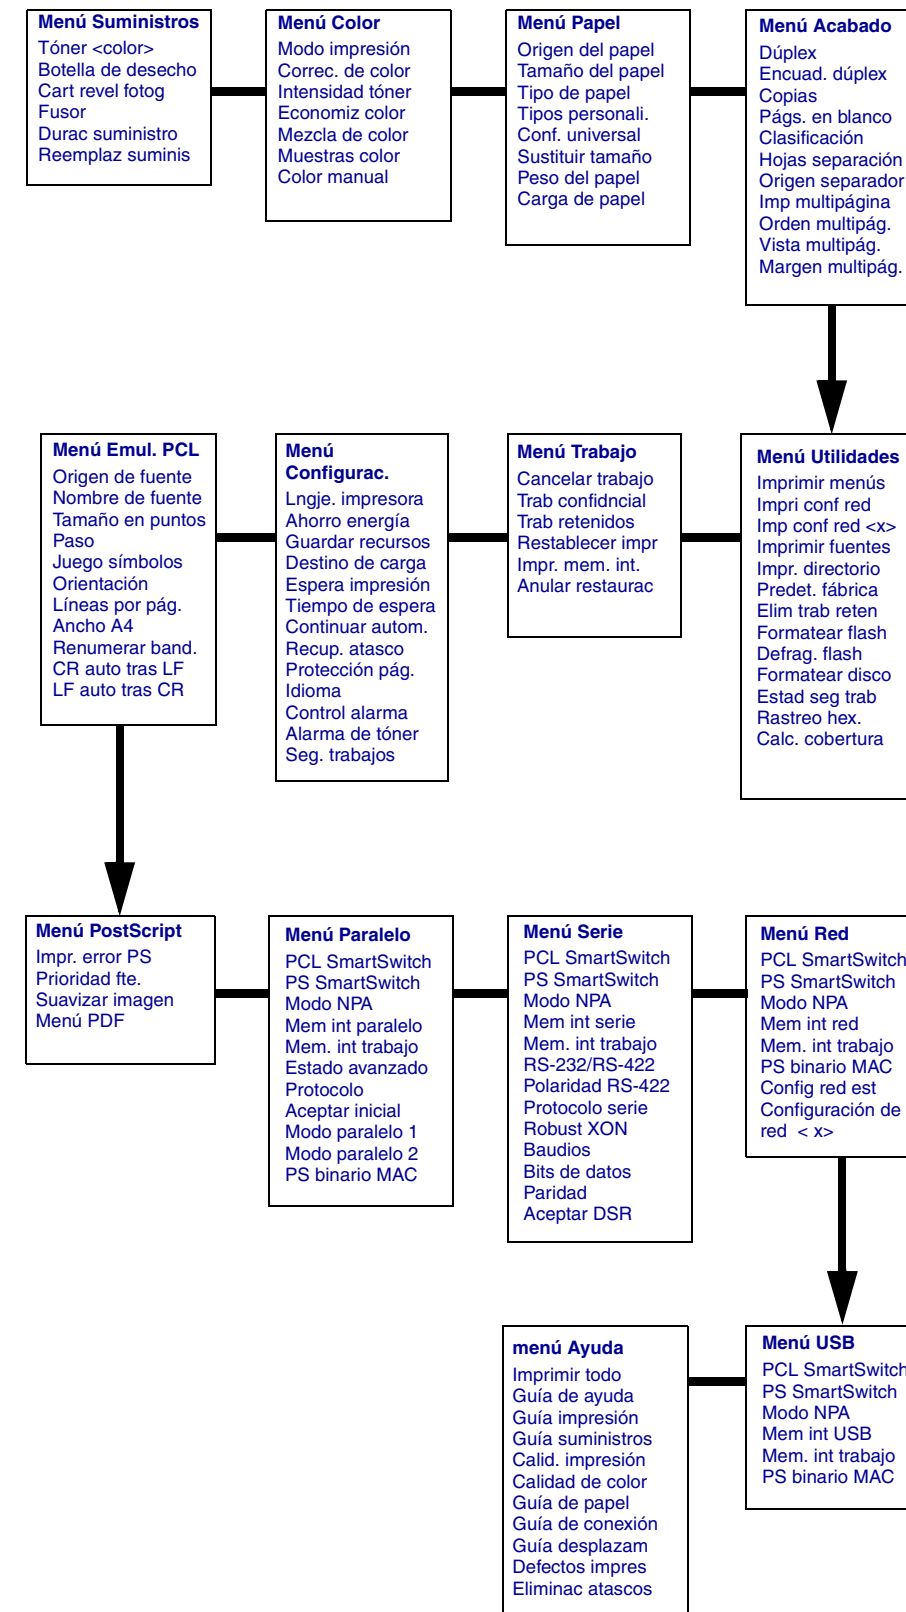 Menú Suministros
Tóner <color>
Botella de desecho
Cart revel fotog
Fusor
Durac suministro
Reemplaz suminis
Menú Color
Modo impresión
Correc. de color
Intensidad tóner
Economiz color
Mezcla de color
Muestras color
Color manual
Menú Papel
Origen del papel
Tamaño del papel
Tipo de papel
Tipos personali.
Conf. universal
Sustituir tamaño
Peso del papel
Carga de papel
Menú Acabado
Dúplex
Encuad. dúplex
Copias
Págs. en blanco
Clasificación
Hojas separación
Origen separador
Imp multipágina
Orden multipág.
Vista multipág.
Margen multipág.
Menú Emul. PCL
Origen de fuente
Nombre de fuente
Tamaño en puntos
Paso
Juego símbolos
Orientación
Líneas por pág.
Ancho A4
Renumerar band.
CR auto tras LF
LF auto tras CR
Menú
Configurac.
Lngje. impresora
Ahorro energía
Guardar recursos
Destino de carga
Espera impresión
Tiempo de espera
Continuar autom.
Recup. atasco
Protección pág.
Idioma
Control alarma
Alarma de tóner
Seg. trabajos
Menú Trabajo
Cancelar trabajo
Trab confidncial
Trab retenidos
Restablecer impr
Impr. mem. int.
Anular restaurac
Menú Utilidades
Imprimir menús
Impri conf red
Imp conf red <x>
Imprimir fuentes
Impr. directorio
Predet. fábrica
Elim trab reten
Formatear flash
Defrag. flash
Formatear disco
Estad seg trab
Rastreo hex.
Calc. cobertura
Menú PostScript
Impr. error PS
Prioridad fte.
Suavizar imagen
Menú PDF
Menú Paralelo
PCL SmartSwitch
PS SmartSwitch
Modo NPA
Mem int paralelo
Mem. int trabajo
Estado avanzado
Protocolo
Aceptar inicial
Modo paralelo 1
Modo paralelo 2
PS binario MAC
Menú Serie
PCL SmartSwitch
PS SmartSwitch
Modo NPA
Mem int serie
Mem. int trabajo
RS-232/RS-422
Polaridad RS-422
Protocolo serie
Robust XON
Baudios
Bits de datos
Paridad
Aceptar DSR
Menú Red
PCL SmartSwitch
PS SmartSwitch
Modo NPA
Mem int red
Mem. int trabajo
PS binario MAC
Config red est
Configuración de
red < x>
menú Ayuda
Imprimir todo
Guía de ayuda
Guía impresión
Guía suministros
Calid. impresión
Calidad de color
Guía de papel
Guía de conexión
Guía desplazam
Defectos impres
Eliminac atascos
Menú USB
PCL SmartSwitch
PS SmartSwitch
Modo NPA
Mem int USB
Mem. int trabajo
PS binario MAC